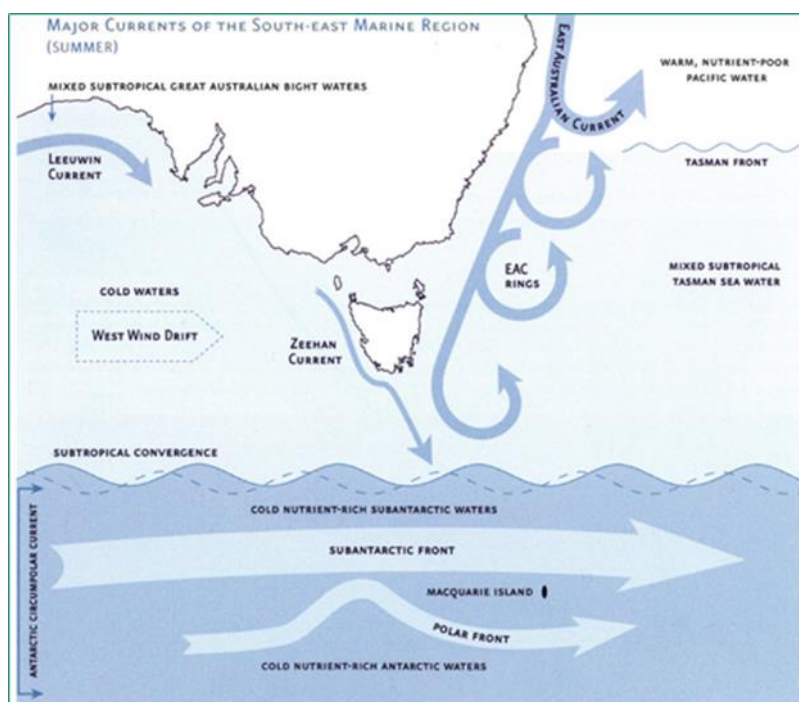 Major Currents of the South-east Marine Region
(summer)
Mixed subtropical Great Australian Bight waters
Leeuwin
Current
East Australian Current
Warm, nutrient-poor
Pacific water
Tasman Front
EAC
rings
Mixed subtropical
Tasman Sea water
Cold waters
West Wind Drift
Zeehan
Current
Subtropical Convergence
Antarctic Circumpolar Current
Cold nutrient-rich subantarctic waters
Subantarctic Front
Macquarie Island
Polar Front
Cold nutrient-rich Antarctic waters